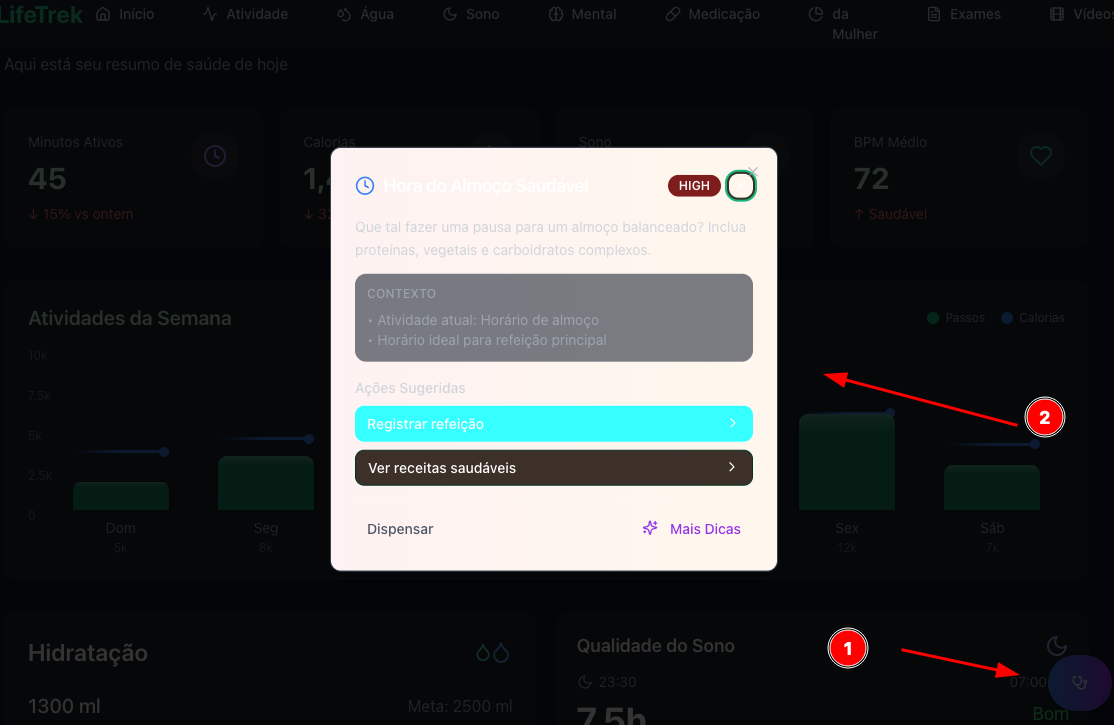 LifeTrek
Início
Atividade
Água
Sono
Mental
Medicação
da
Mulher
Exames
Vídeos
Aqui está seu resumo de saúde de hoje
Minutos Ativos
45
↓ 15% vs ontem
Calorias
Sono
BPM Médio
72
↑ Saudável
Hora do Almoço Saudável
HIGH
Que tal fazer uma pausa para um almoço balanceado? Inclua
proteínas, vegetais e carboidratos complexos.
CONTEXTO
• Atividade atual: Horário de almoço
• Horário ideal para refeição principal
Ações Sugeridas
Registrar refeição
Ver receitas saudáveis
Dispensar
Mais Dicas
Atividades da Semana
Passos
Calorias
10k
7.5k
5k
2.5k
0
Dom
5k
Seg
8k
Sex
12k
Sáb
7k
2
1
Hidratação
1300 ml
Meta: 2500 ml
Qualidade do Sono
23:30
07:00
7.5h
Bom